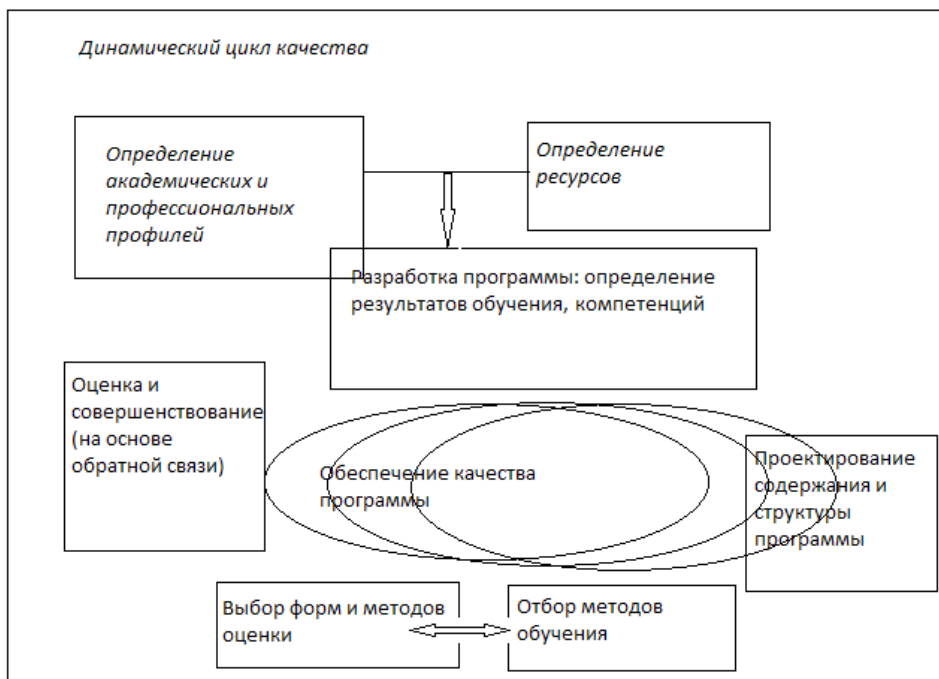 Динамический цикл качества
Определение
академических и
профессиональных
профилей
Определение
ресурсов
Разработка программы: определение
результатов обучения, компетенций
Оценка и
совершенствование
(на основе
обратной связи)
Обеспечение качества
программы
Проектирование
содержания и
структуры
программы
Выбор форм и методов
оценки
Отбор методов
обучения